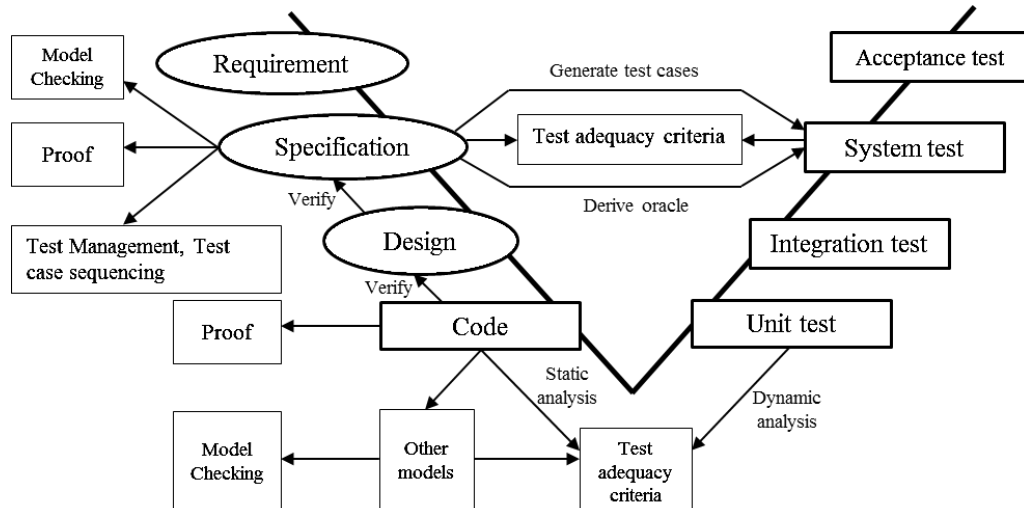 Model
Checking
Requirement
Acceptance test
Generate test cases
Proof
Specification
Test adequacy criteria
System test
Verify
Derive oracle
Test Management, Test
case sequencing
Design
Integration test
Verify
Proof
Code
Unit test
Static
analysis
Dynamic
analysis
Model
Checking
Other
models
Test
adequacy
criteria